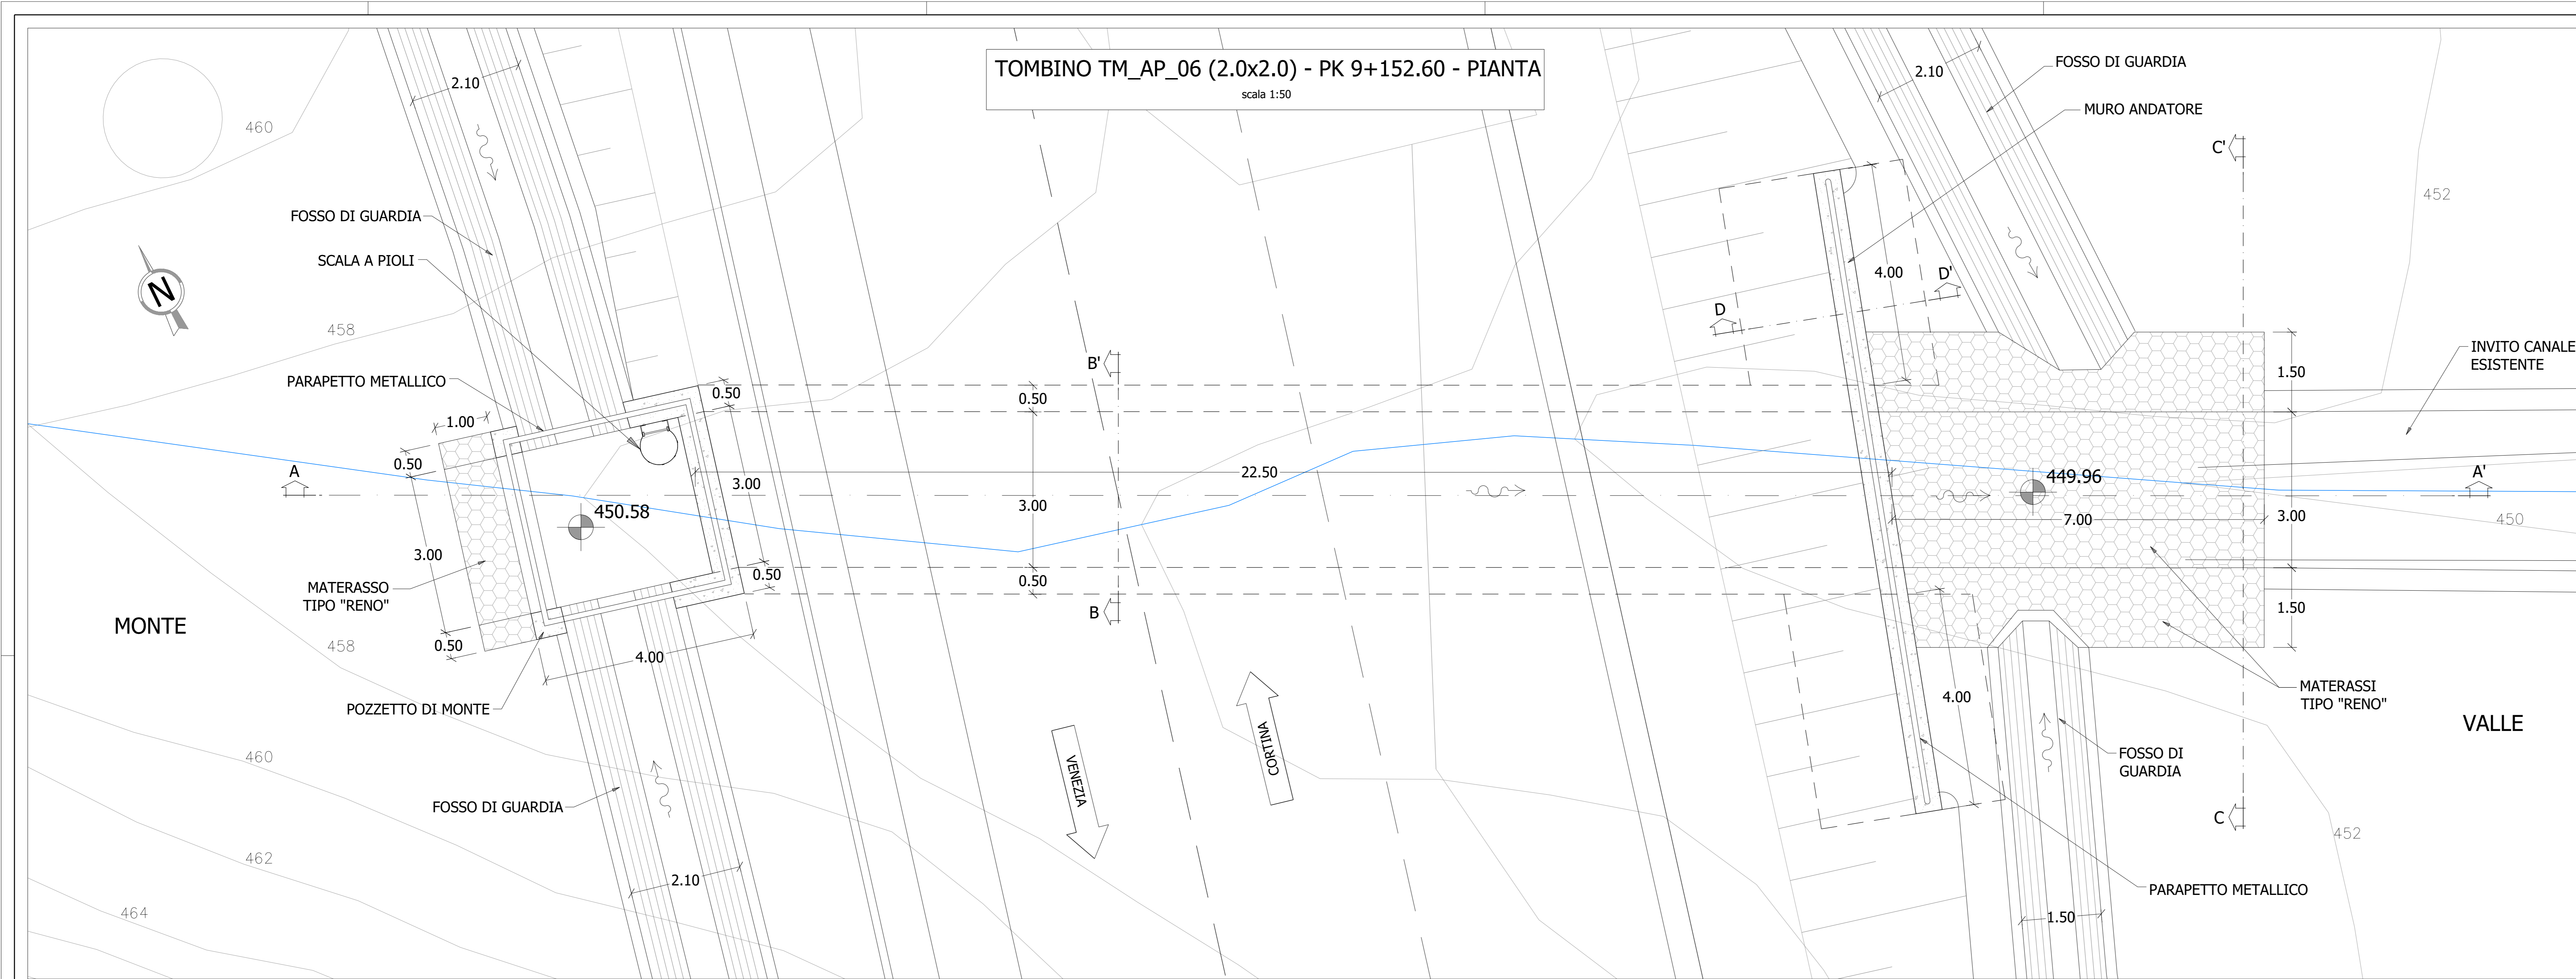 TOMBINO TM_AP_06 (2.0x2.0) - PK 9+152.60 - PIANTA
scala 1:50
2.10
460
FOSSO DI GUARDIA
SCALA A PIOLI
N
458
PARAPETTO METALLICO
1.00
0.50
A
0.50
3.00
450.58
3.00
MATERASSO
TIPO "RENO"
0.50
MONTE
458
0.50
4.00
POZZETTO DI MONTE
460
FOSSO DI GUARDIA
462
2.10
464
B'
0.50
22.50
3.00
0.50
B
VENEZIA
CORTINA
2.10
FOSSO DI GUARDIA
MURO ANDATORE
C'
452
4.00
D'
D
INVITO CANALE
ESISTENTE
1.50
449.96
A'
7.00
3.00
450
1.50
MATERASSI
TIPO "RENO"
4.00
VALLE
FOSSO DI
GUARDIA
C
452
PARAPETTO METALLICO
1.50